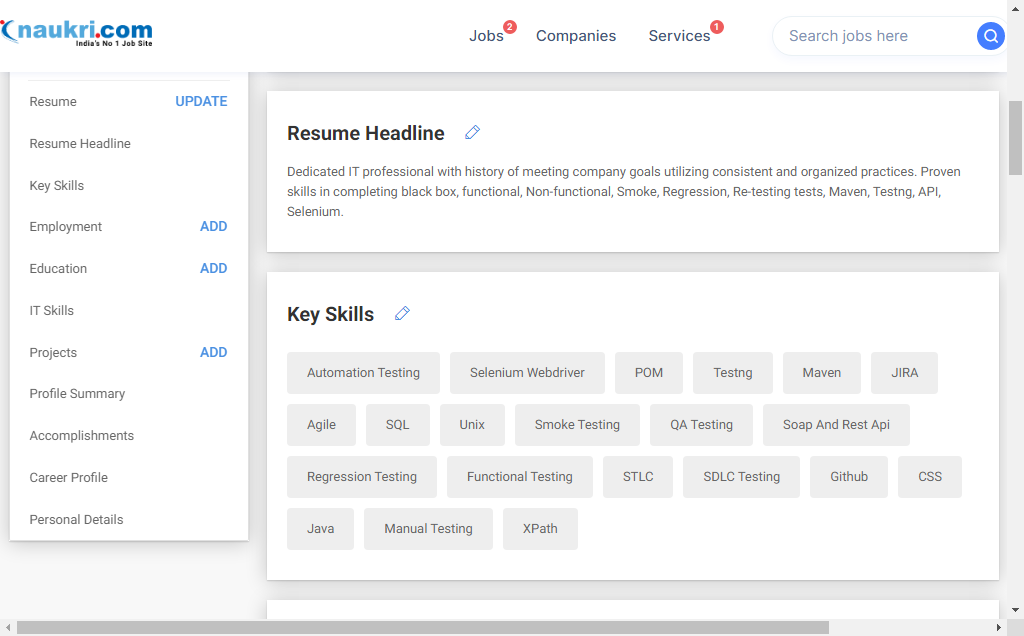 naukri.com
India's No 1 Job Site
Jobs 2 Companies Services 1 Search jobs here
Resume UPDATE
Resume Headline
Key Skills
Employment ADD
Education ADD
IT Skills
Projects ADD
Profile Summary
Accomplishments
Career Profile
Personal Details
Resume Headline
Dedicated IT professional with history of meeting company goals utilizing consistent and organized practices. Proven
skills in completing black box, functional, Non-functional, Smoke, Regression, Re-testing tests, Maven, Testng, API,
Selenium.
Key Skills
Automation Testing Selenium Webdriver POM Testng Maven JIRA
Agile SQL Unix Smoke Testing QA Testing Soap And Rest Api
Regression Testing Functional Testing STLC SDLC Testing Github CSS
Java Manual Testing XPath